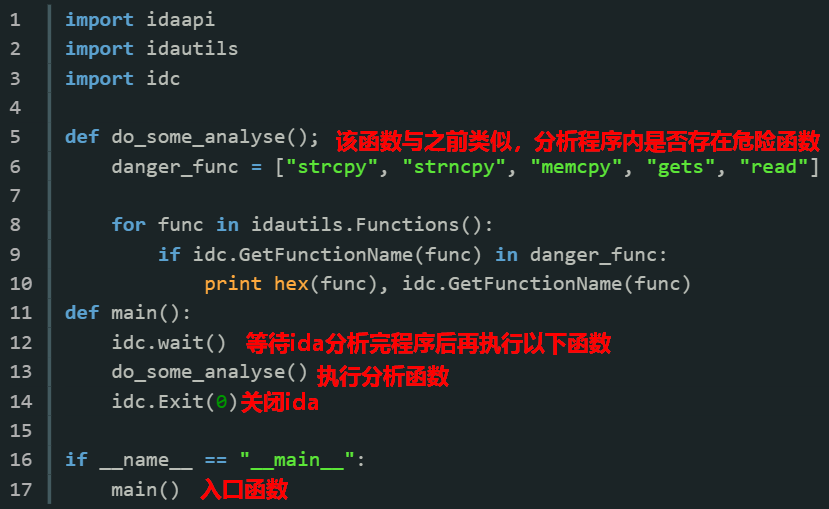 1 import idaapi
2 import idautils
3 import idc
4
5 def do_some_analyse(); 该函数与之前类似，分析程序内是否存在危险函数
6 danger_func = ["strcpy", "strncpy", "memcpy", "gets", "read"]
7
8 for func in idautils.Functions():
9 if idc.GetFunctionName(func) in danger_func:
10 print hex(func), idc.GetFunctionName(func)
11 def main():
12 idc.wait() 等待ida分析完程序后再执行以下函数
13 do_some_analyse() 执行分析函数
14 idc.Exit(0) 关闭ida
15
16 if __name__ == "__main__":
17 main() 入口函数